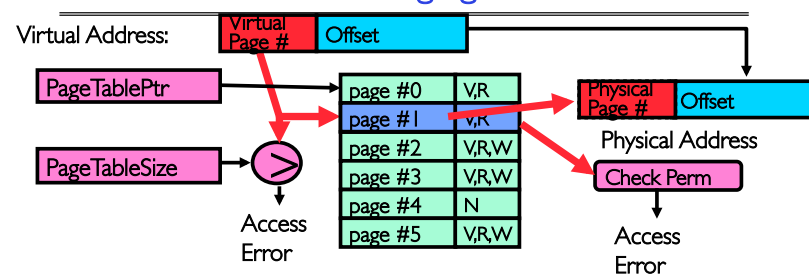 Virtual Address:
Virtual
Page #
Offset
PageTablePtr
page #0 V,R
page #1 V,R
page #2 V,R,W
page #3 V,R,W
page #4 N
page #5 V,R,W
Physical
Page #
Offset
Physical Address
PageTableSize
>
Check Perm
Access
Error
Access
Error